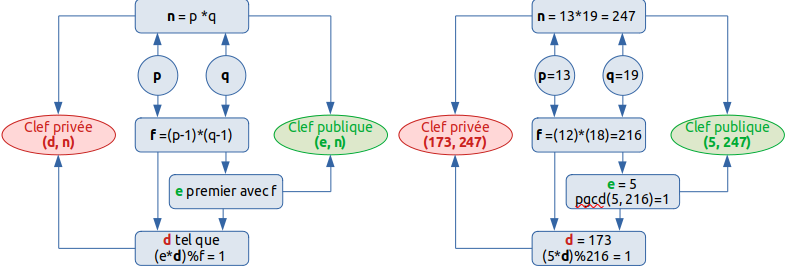 n = p *q
p
q
Clef privée
(d, n)
f =(p-1)*(q-1)
Clef publique
(e, n)
e premier avec f
d tel que
(e*d)%f = 1
n = 13*19 = 247
p=13
q=19
Clef privée
(173, 247)
f =(12)*(18)=216
Clef publique
(5, 247)
e = 5
pgcd(5, 216)=1
d = 173
(5*d)%216 = 1